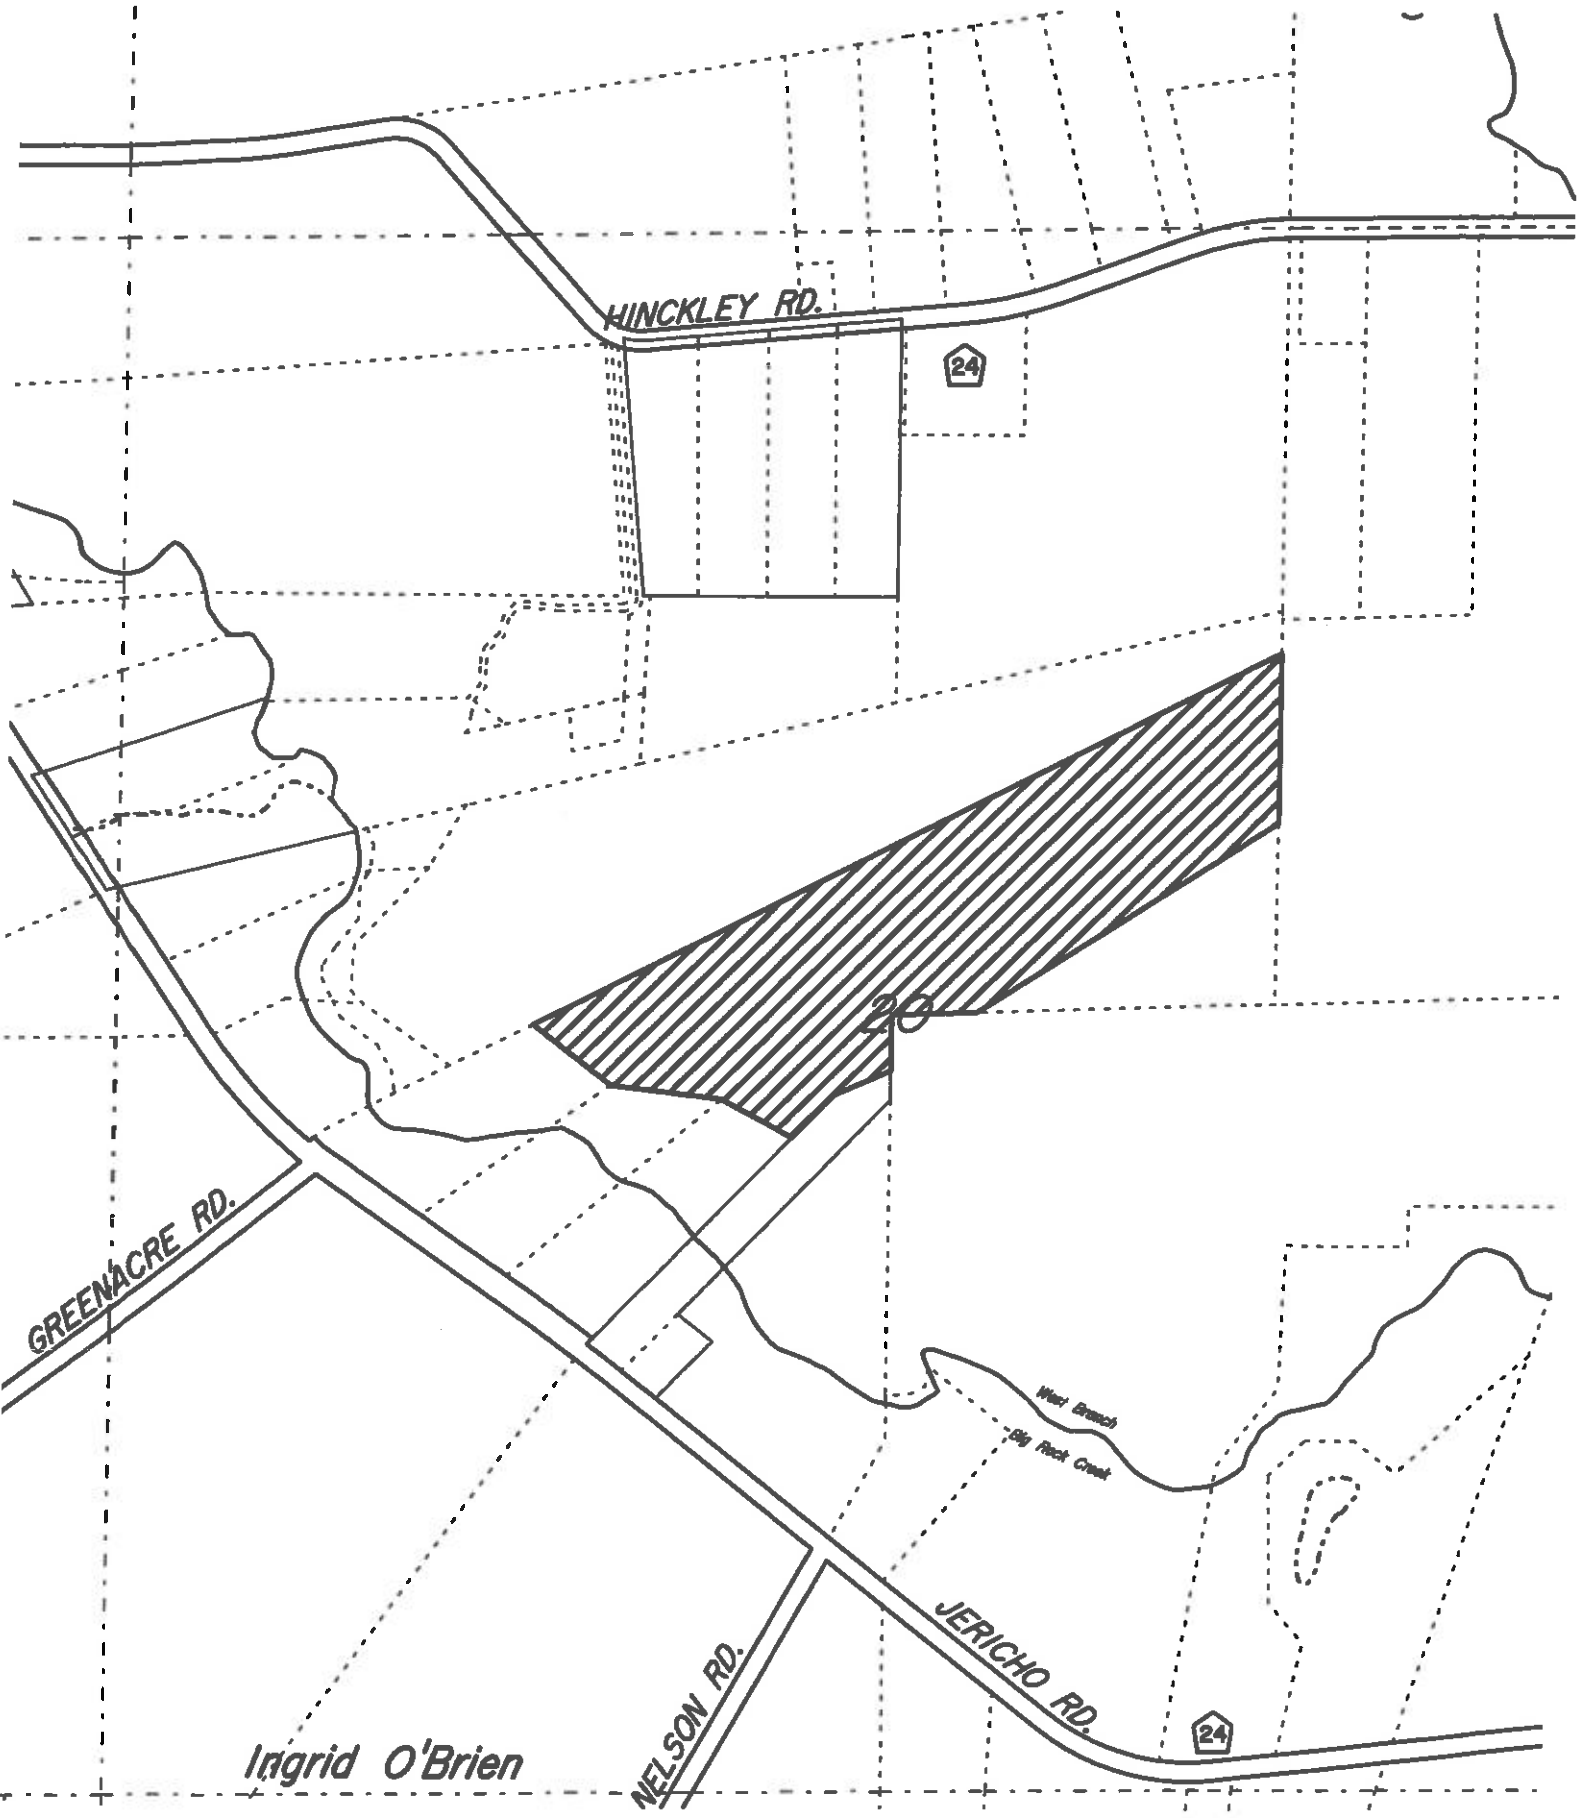 HINCKLEY RD.
24
20
GREENACRE RD.
West Branch
Big Rock Creek
JERICHO RD.
NELSON RD.
24
Ingrid O'Brien